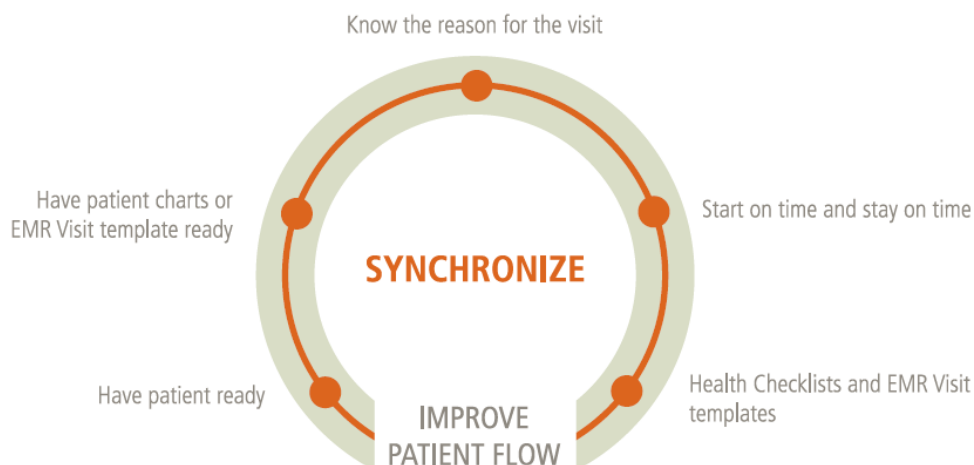 Know the reason for the visit
Have patient charts or
EMR Visit template ready
Start on time and stay on time
SYNCHRONIZE
Have patient ready
Health Checklists and EMR Visit
templates
IMPROVE
PATIENT FLOW